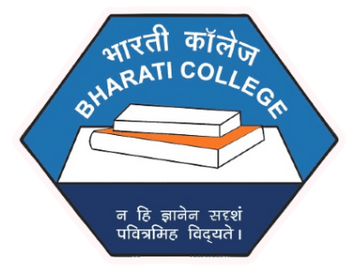 भारती कॉलेज
BHARATI COLLEGE
न हि ज्ञानेन सदृशं
पवित्रमिह विद्यते।